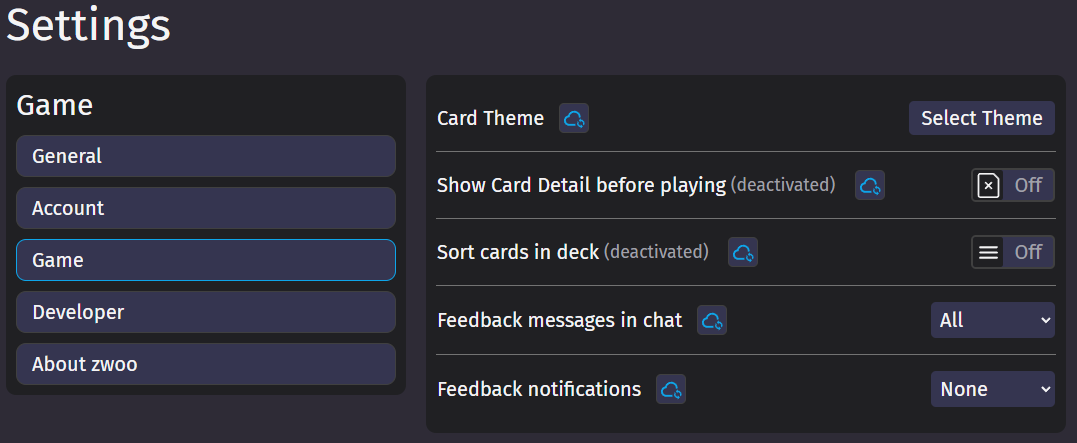 Settings
Game
General
Account
Game
Developer
About zwoo
Card Theme Select Theme
Show Card Detail before playing (deactivated) Off
Sort cards in deck (deactivated) Off
Feedback messages in chat All
Feedback notifications None